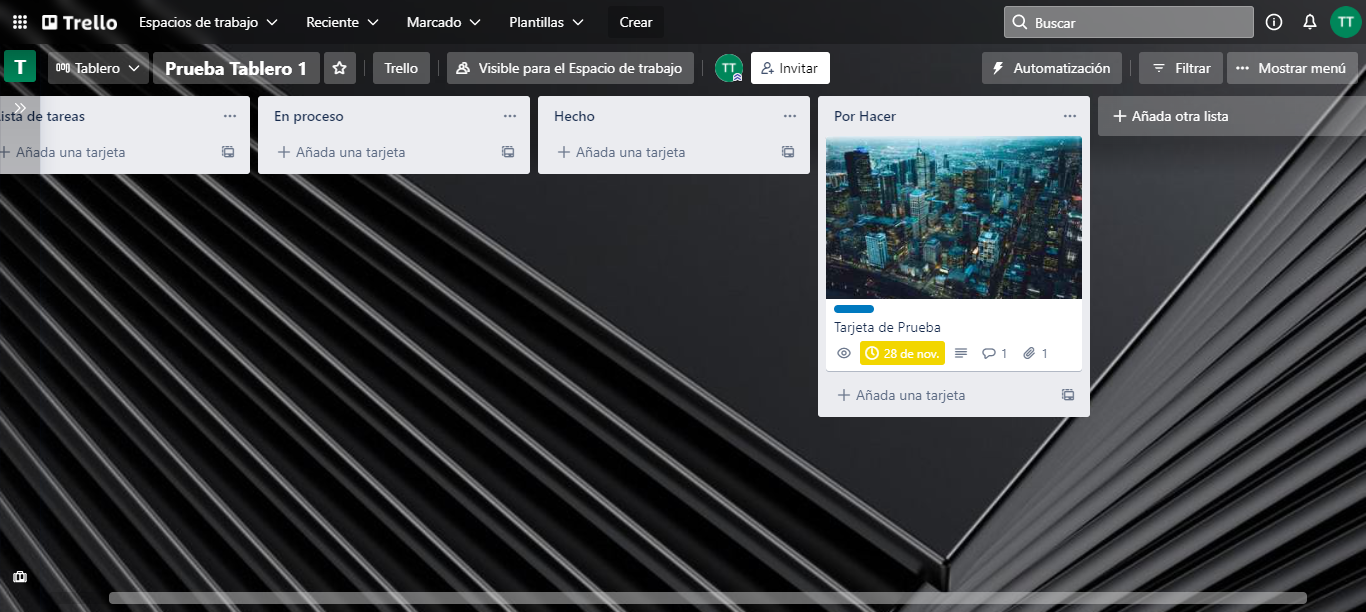 Trello Espacios de trabajo Reciente Marcado Plantillas Crear Buscar TT
T Tablero Prueba Tablero 1 Trello Visible para el Espacio de trabajo TT Invitar Automatización Filtrar Mostrar menú
ista de tareas
Añada una tarjeta
En proceso
Añada una tarjeta
Hecho
Añada una tarjeta
Por Hacer
Tarjeta de Prueba
28 de nov. 1 1
Añada una tarjeta
Añada otra lista